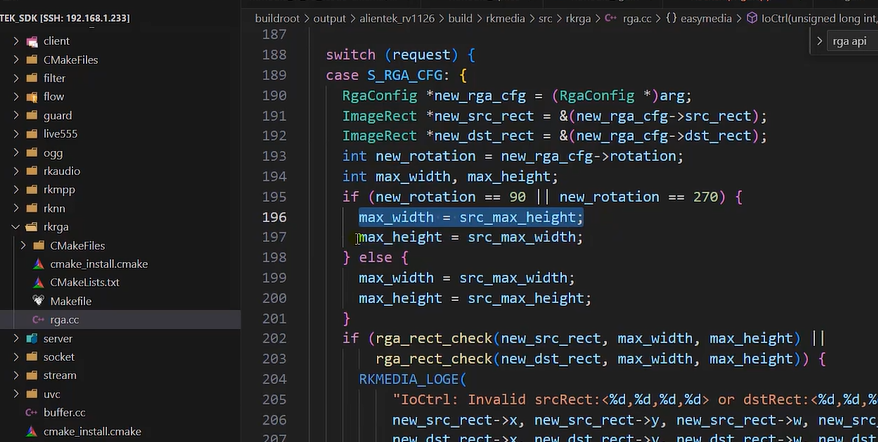 TEK_SDK [SSH: 192.168.1.233]
client
CMakeFiles
filter
flow
guard
live555
ogg
rkaudio
rkmpp
rknn
rkrga
CMakeFiles
cmake_install.cmake
CMakeLists.txt
Makefile
rga.cc
server
socket
stream
uvc
buffer.cc
cmake_install.cmake
buildroot > output > alientek_rv1126 > build > rkmedia > src > rkrga > rga.cc > {} easymedia > IoCtrl(unsigned long int,
rga api
187
188 switch (request) {
189 case S_RGA_CFG: {
190 RgaConfig *new_rga_cfg = (RgaConfig *)arg;
191 ImageRect *new_src_rect = &(new_rga_cfg->src_rect);
192 ImageRect *new_dst_rect = &(new_rga_cfg->dst_rect);
193 int new_rotation = new_rga_cfg->rotation;
194 int max_width, max_height;
195 if (new_rotation == 90 || new_rotation == 270) {
196 max_width = src_max_height;
197 max_height = src_max_width;
198 } else {
199 max_width = src_max_width;
200 max_height = src_max_height;
201 }
202 if (rga_rect_check(new_src_rect, max_width, max_height) ||
203 rga_rect_check(new_dst_rect, max_width, max_height)) {
204 RKMEDIA_LOGE(
205 "IoCtrl: Invalid srcRect:<%d,%d,%d,%d> or dstRect:<%d,%d,%
206 new_src_rect->x, new_src_rect->y, new_src_rect->w, new_src
207 new_dst_rect->x, new_dst_rect->y, new_dst_rect->w, new_dst